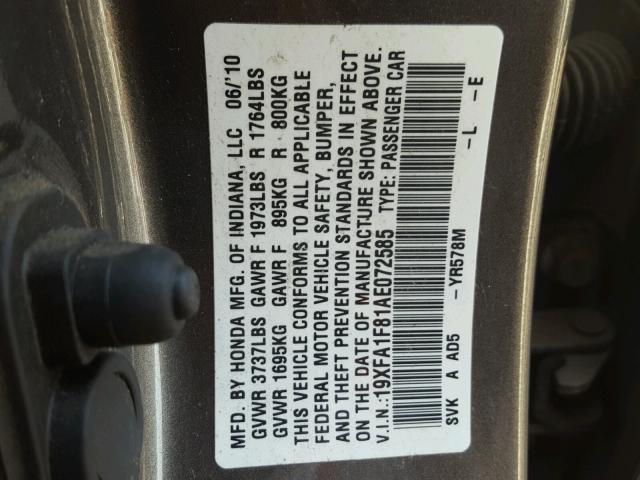 MFD. BY HONDA MFG. OF INDIANA, LLC 06/'10
GVWR 3737LBS GAWR F 1973LBS R 1764LBS
GVWR 1695KG GAWR F 895KG R 800KG
THIS VEHICLE CONFORMS TO ALL APPLICABLE
FEDERAL MOTOR VEHICLE SAFETY, BUMPER,
AND THEFT PREVENTION STANDARDS IN EFFECT
ON THE DATE OF MANUFACTURE SHOWN ABOVE.
V.I.N.:19XFA1F81AE072585 TYPE: PASSENGER CAR
SVK A AD5 -YR578M -L -E